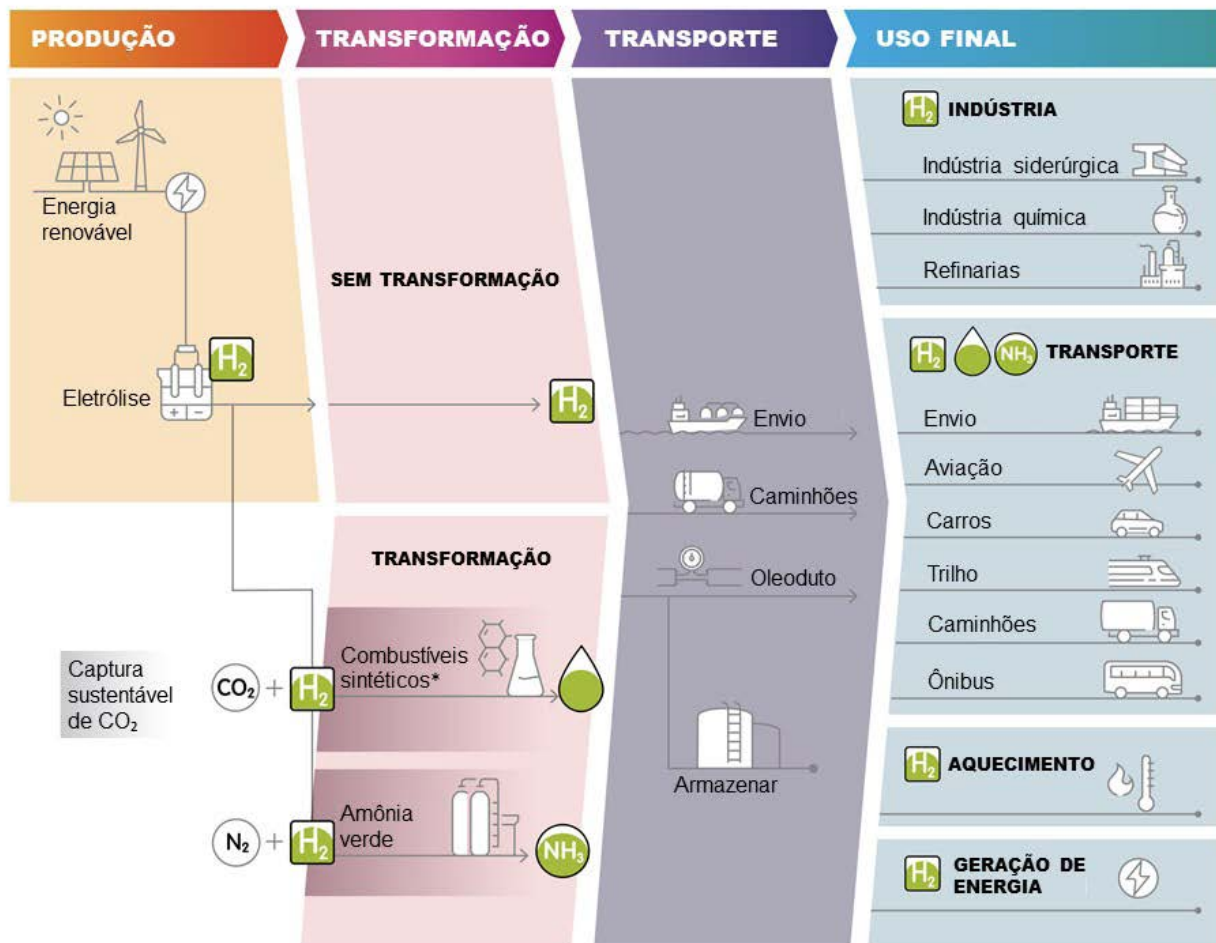 PRODUÇÃO
TRANSFORMAÇÃO
TRANSPORTE
USO FINAL
Energia
renovável
Eletrólise
H₂
SEM TRANSFORMAÇÃO
H₂
TRANSFORMAÇÃO
Captura
sustentável
de CO₂
CO₂ + H₂
Combustíveis
sintéticos*
N₂ + H₂
Amônia
verde
NH₃
Envio
Caminhões
Oleoduto
Armazenar
H₂ INDÚSTRIA
Indústria siderúrgica
Indústria química
Refinarias
H₂ NH₃ TRANSPORTE
Envio
Aviação
Carros
Trilho
Caminhões
Ônibus
H₂ AQUECIMENTO
H₂ GERAÇÃO DE
ENERGIA